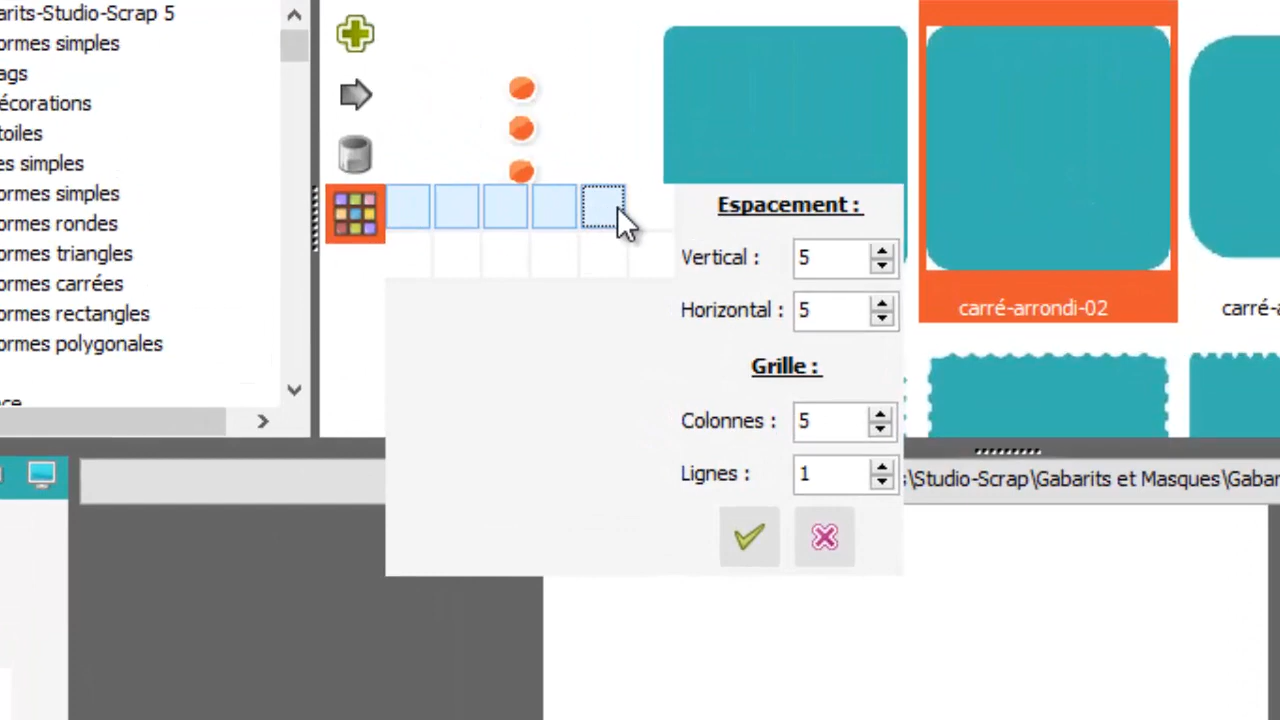 arits-Studio-Scrap 5
ormes simples
ags
écorations
toiles
es simples
ormes simples
ormes rondes
ormes triangles
ormes carrées
ormes rectangles
ormes polygonales
Espacement :
Vertical : 5
Horizontal : 5
Grille :
Colonnes : 5
Lignes : 1
carré-arrondi-02
carré-a
s\Studio-Scrap\Gabarits et Masques\Gabar